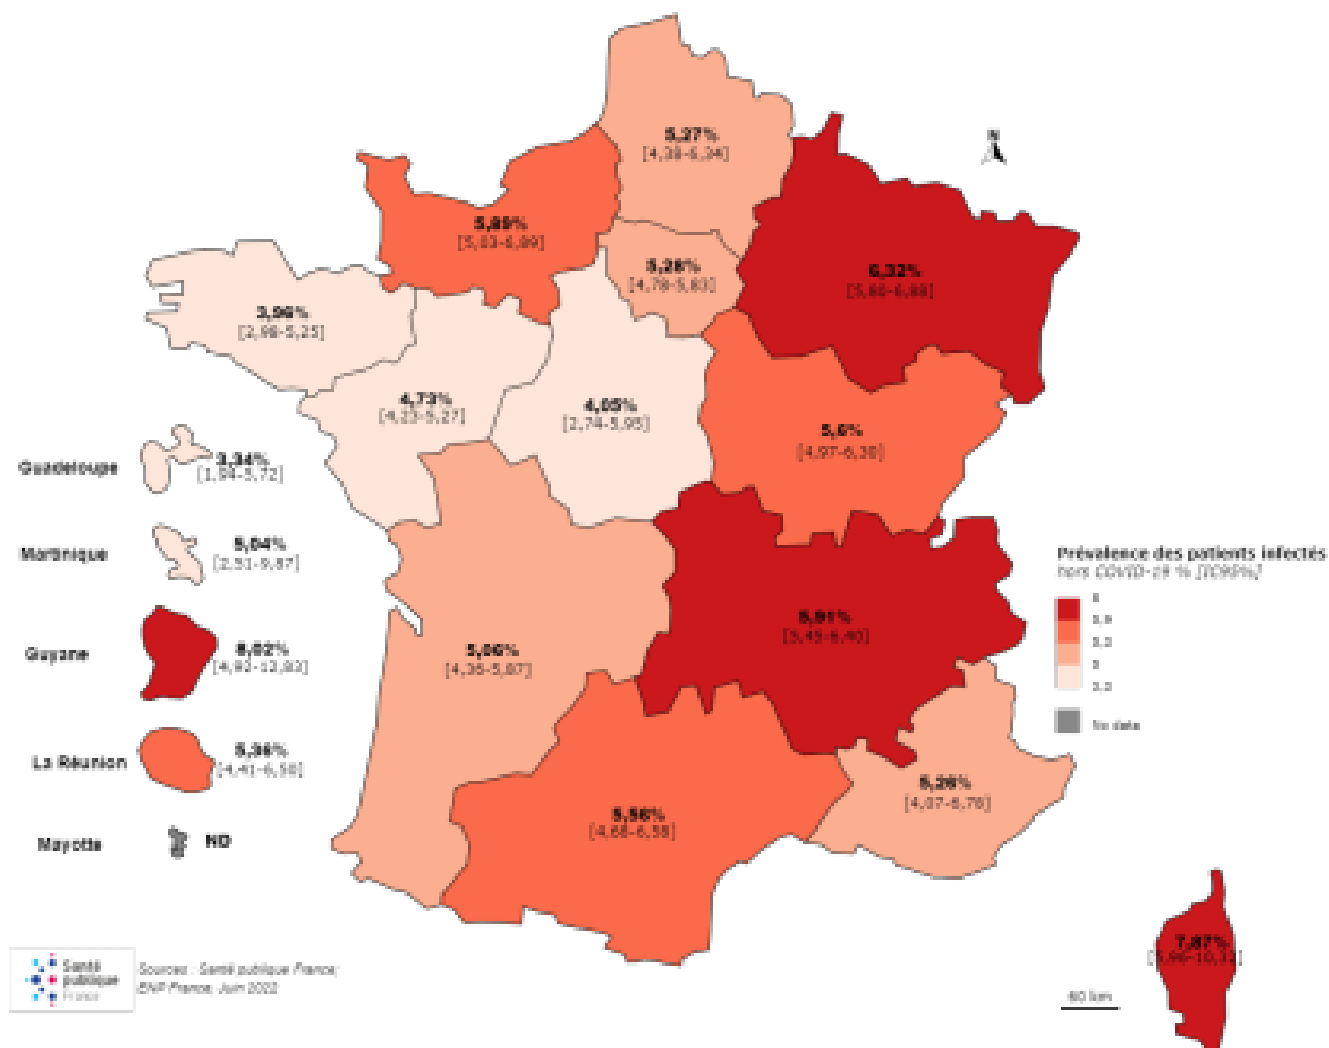 5,27%
[4,38-6,34]
N
5,89%
[5,03-6,89]
5,28%
[4,78-5,83]
6,32%
[5,80-6,88]
3,96%
[2,98-5,25]
4,73%
[4,23-5,27]
4,05%
[2,74-5,95]
5,6%
[4,97-6,30]
Guadeloupe
3,34%
[1,94-5,72]
Martinique
5,04%
[2,51-9,87]
Guyane
8,02%
[4,92-12,83]
La Réunion
5,36%
[4,41-6,50]
Mayotte
ND
5,91%
[5,45-6,40]
5,06%
[4,36-5,87]
5,56%
[4,68-6,58]
5,26%
[4,07-6,78]
7,87%
Prévalence des patients infectés
hors COVID-19 % [IC95%]
No data
Santé
publique
France
Sources : Santé publique France,
ENP France, Juin 2022
60 km